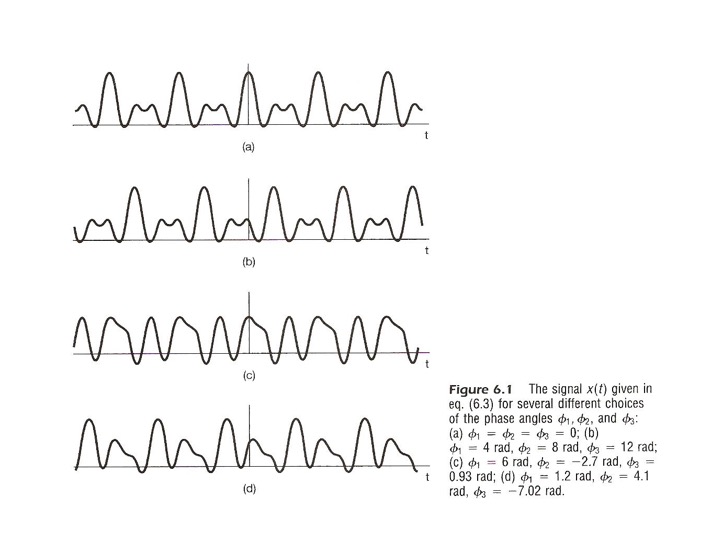 t
(a)
t
(b)
t
(c)
t
(d)
Figure 6.1 The signal x(t) given in
eq. (6.3) for several different choices
of the phase angles ϕ₁, ϕ₂, and ϕ₃:
(a) ϕ₁ = ϕ₂ = ϕ₃ = 0; (b)
ϕ₁ = 4 rad, ϕ₂ = 8 rad, ϕ₃ = 12 rad;
(c) ϕ₁ = 6 rad, ϕ₂ = −2.7 rad, ϕ₃ =
0.93 rad; (d) ϕ₁ = 1.2 rad, ϕ₂ = 4.1
rad, ϕ₃ = −7.02 rad.